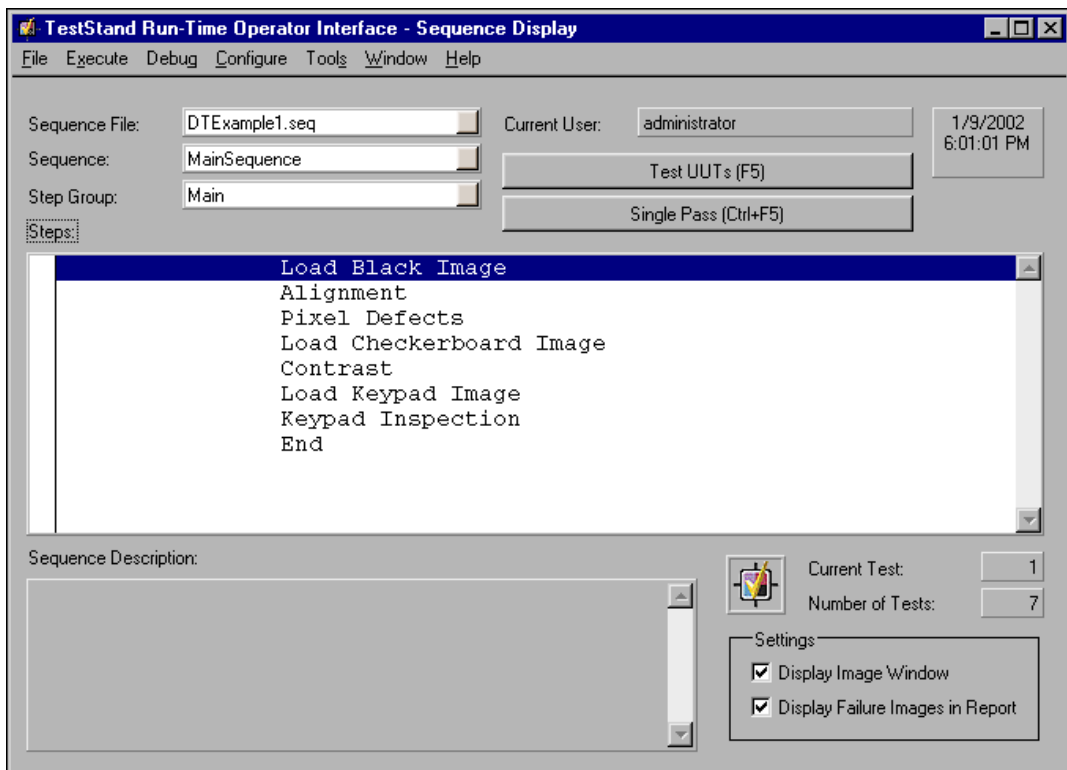 TestStand Run-Time Operator Interface - Sequence Display
File Execute Debug Configure Tools Window Help
Sequence File: DTExample1.seq
Current User: administrator
1/9/2002
6:01:01 PM
Sequence: MainSequence
Test UUTs (F5)
Step Group: Main
Single Pass (Ctrl+F5)
Steps:
Load Black Image
Alignment
Pixel Defects
Load Checkerboard Image
Contrast
Load Keypad Image
Keypad Inspection
End
Sequence Description:
Current Test: 1
Number of Tests: 7
Settings
Display Image Window
Display Failure Images in Report